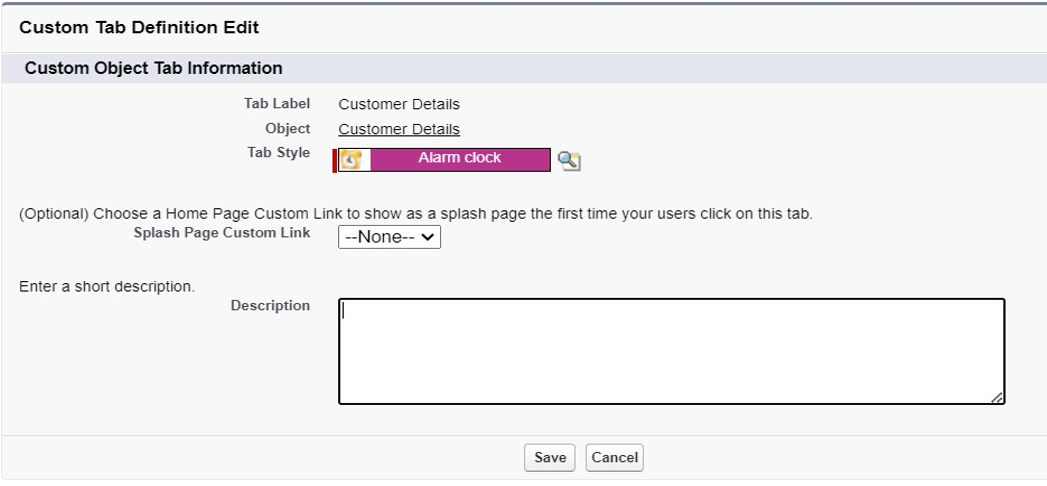 Custom Tab Definition Edit
Custom Object Tab Information
Tab Label Customer Details
Object Customer Details
Tab Style Alarm clock
(Optional) Choose a Home Page Custom Link to show as a splash page the first time your users click on this tab.
Splash Page Custom Link --None--
Enter a short description.
Description
Save Cancel